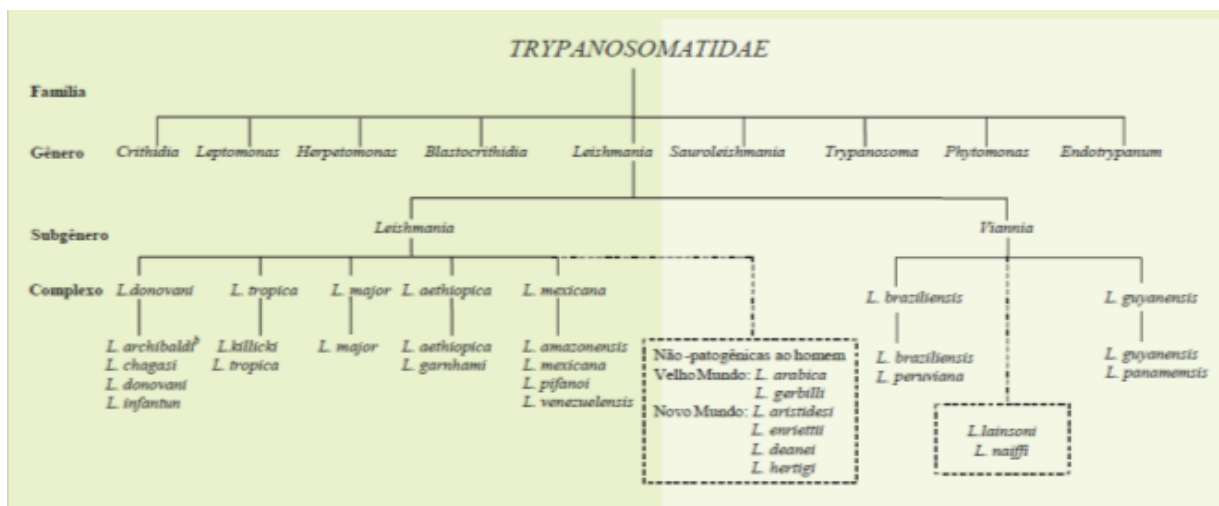 TRYPANOSOMATIDAE
Família
Gênero Crithidia Leptomonas Herpetomonas Blastocrithidia Leishmania Sauroleishmania Trypanosoma Phytomonas Endotrypanum
Subgênero Leishmania Viannia
Complexo L.donovani L. tropica L. major L. aethiopica L. mexicana L. braziliensis L. guyanensis
L. archibaldi^b L.killicki L. major L. aethiopica L. amazonensis
L. chagasi L. tropica L. garnhami L. mexicana
L. donovani L. pifanoi
L. infantun L. venezuelensis
Não -patogênicas ao homem
Velho Mundo: L. arabica
L. gerbilli
Novo Mundo: L. aristidesi
L. enriettii
L. deanei
L. hertigi
L. braziliensis
L. peruviana
L.lainsoni
L. naiffi
L. guyanensis
L. panamemsis